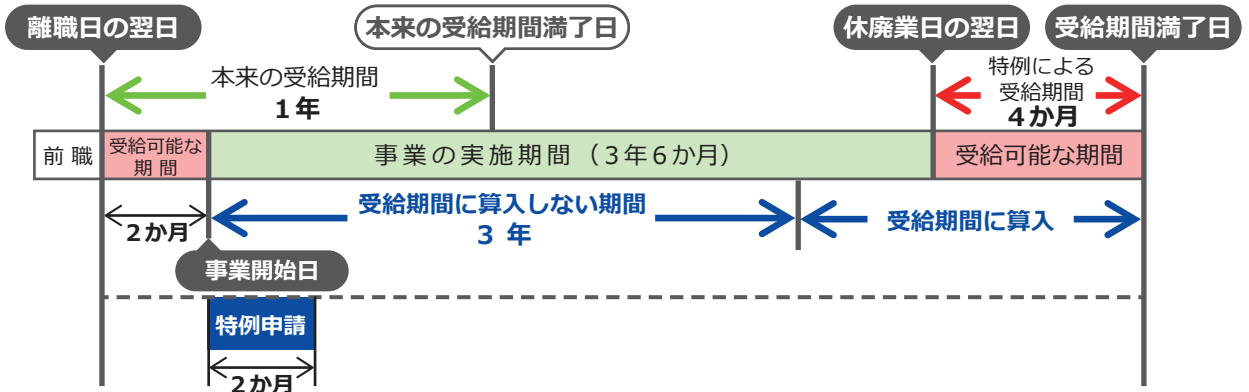 離職日の翌日
本来の受給期間満了日
休廃業日の翌日
受給期間満了日
本来の受給期間
1年
特例による
受給期間
4か月
前職
受給可能な
期間
事業の実施期間（3年6か月）
受給可能な期間
2か月
受給期間に算入しない期間
3 年
受給期間に算入
事業開始日
特例申請
2か月